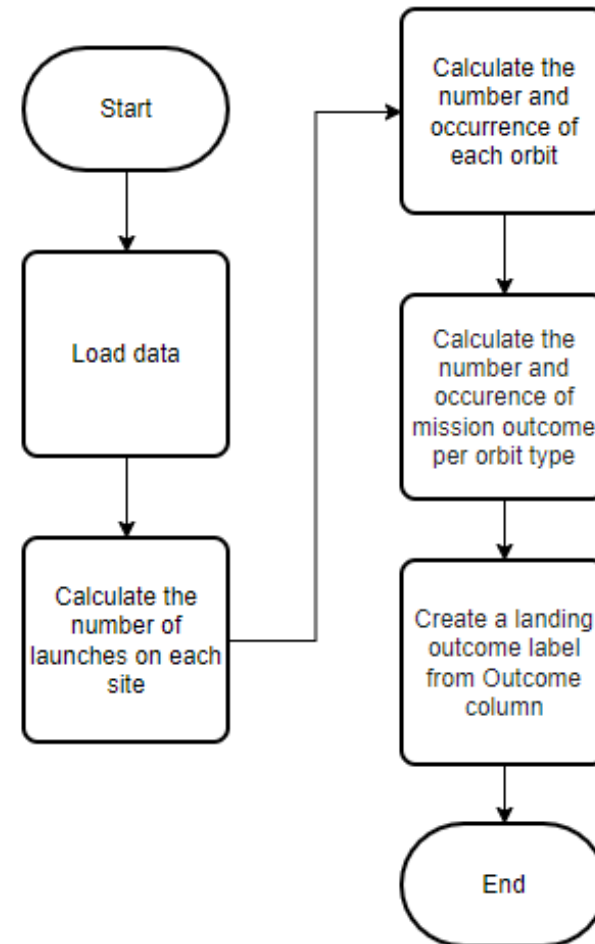 Start
Load data
Calculate the
number of
launches on each
site
Calculate the
number and
occurrence of
each orbit
Calculate the
number and
occurence of
mission outcome
per orbit type
Create a landing
outcome label
from Outcome
column
End